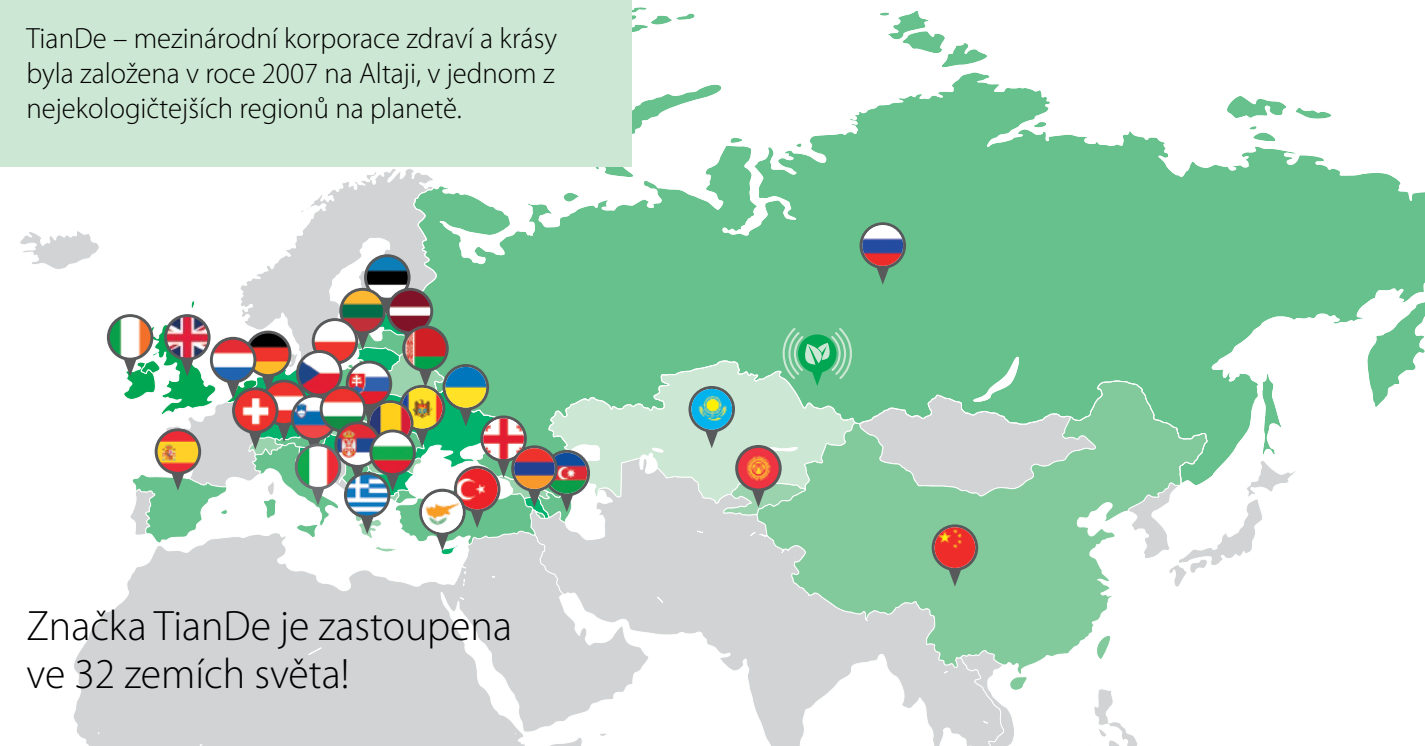 TianDe – mezinárodní korporace zdraví a krásy
byla založena v roce 2007 na Altaji, v jednom z
nejekologičtejších regionů na planetě.
Značka TianDe je zastoupena
ve 32 zemích světa!